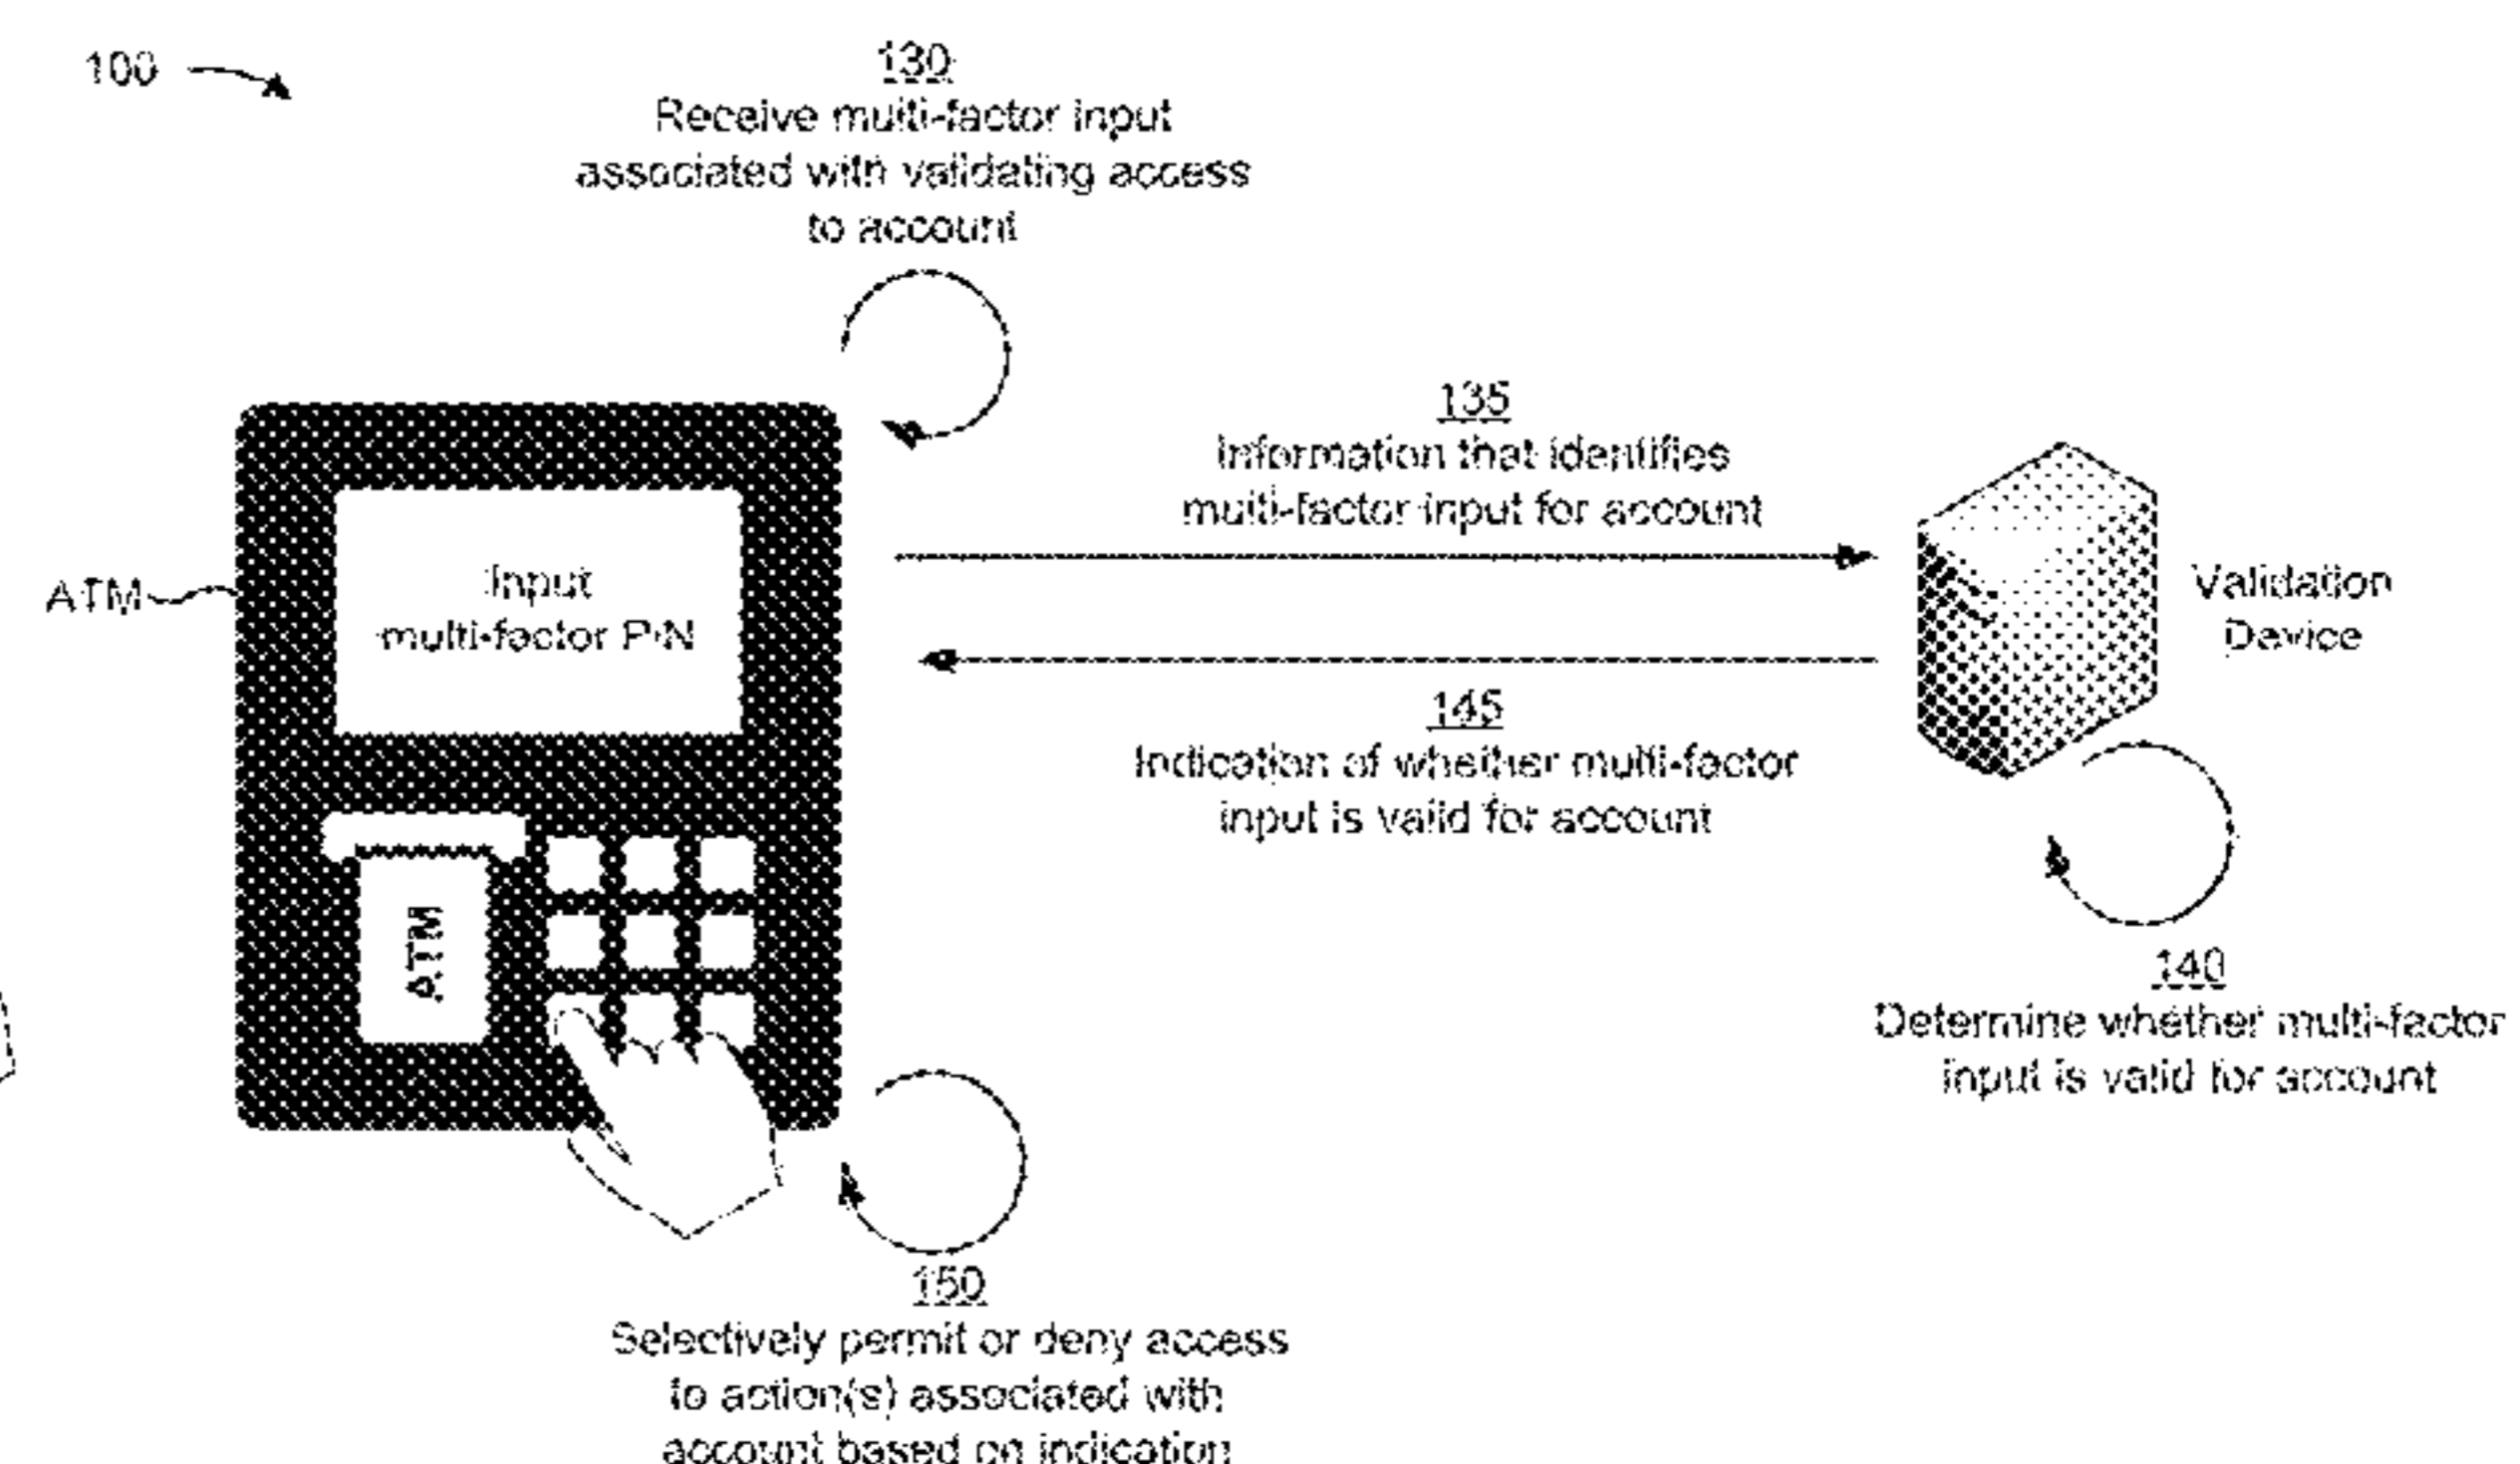 100
130
Receive multi-factor input
associated with validating access
to account
135
Information that identifies
multi-factor input for account
ATM
Input
multi-factor PIN
Validation
Device
145
Indication of whether multi-factor
input is valid for account
ATM
140
Determine whether multi-factor
input is valid for account
150
Selectively permit or deny access
to action(s) associated with
account based on indication